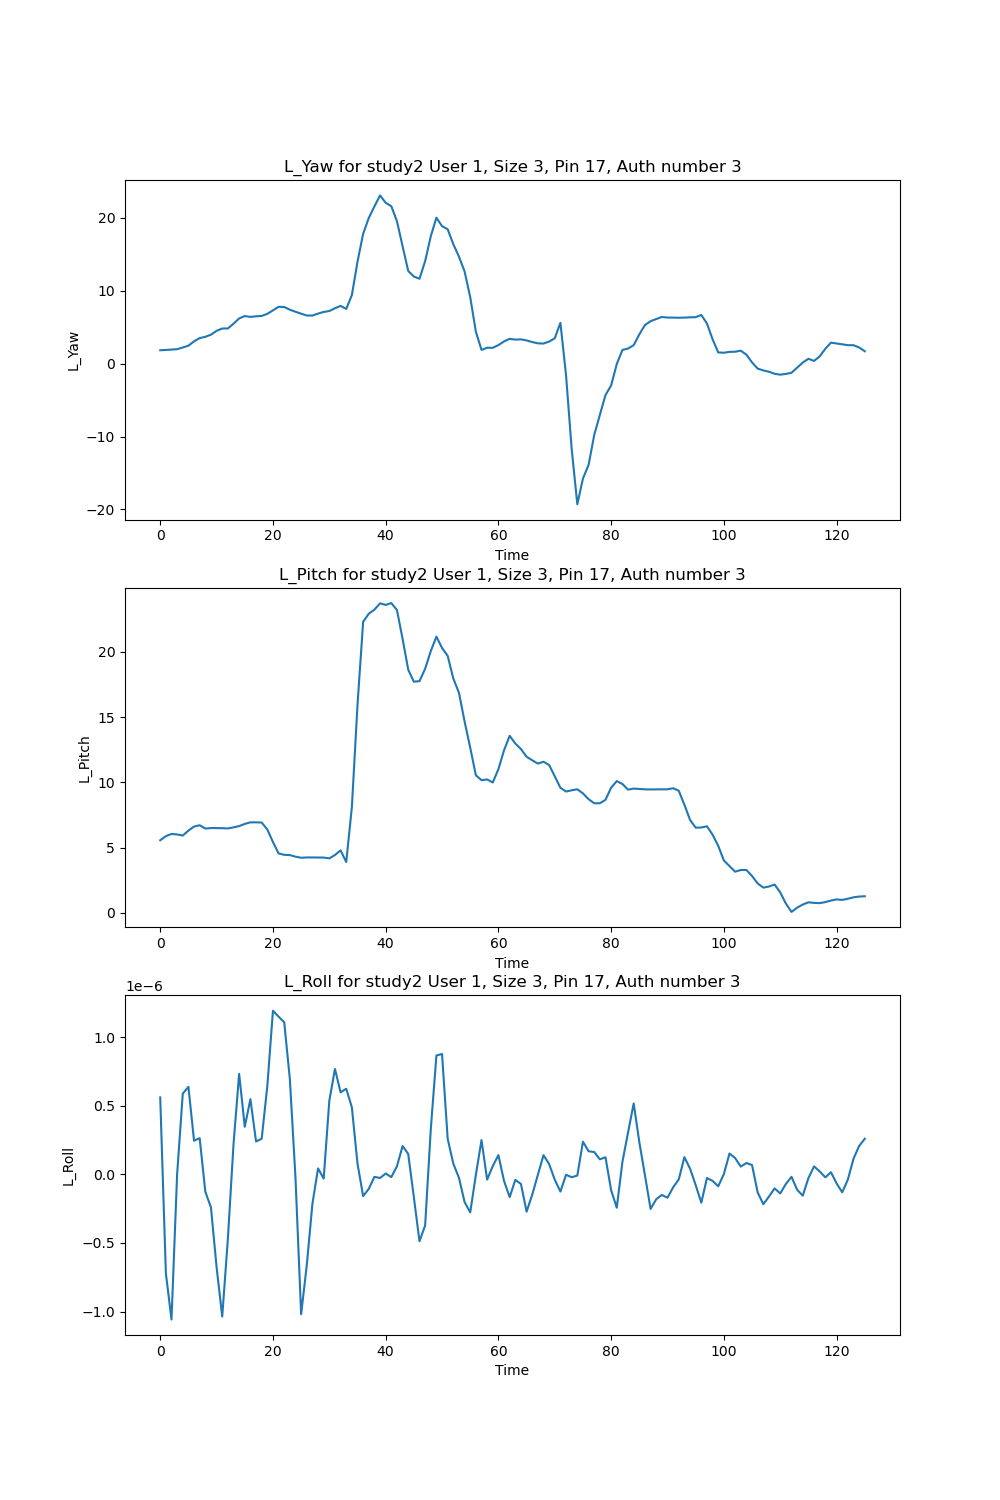 L_Yaw for study2 User 1, Size 3, Pin 17, Auth number 3
20
10
0
−10
−20
L_Yaw
0 20 40 60 80 100 120
Time
L_Pitch for study2 User 1, Size 3, Pin 17, Auth number 3
20
15
10
5
0
L_Pitch
0 20 40 60 80 100 120
Time
L_Roll for study2 User 1, Size 3, Pin 17, Auth number 3
1e−6
1.0
0.5
0.0
−0.5
−1.0
L_Roll
0 20 40 60 80 100 120
Time